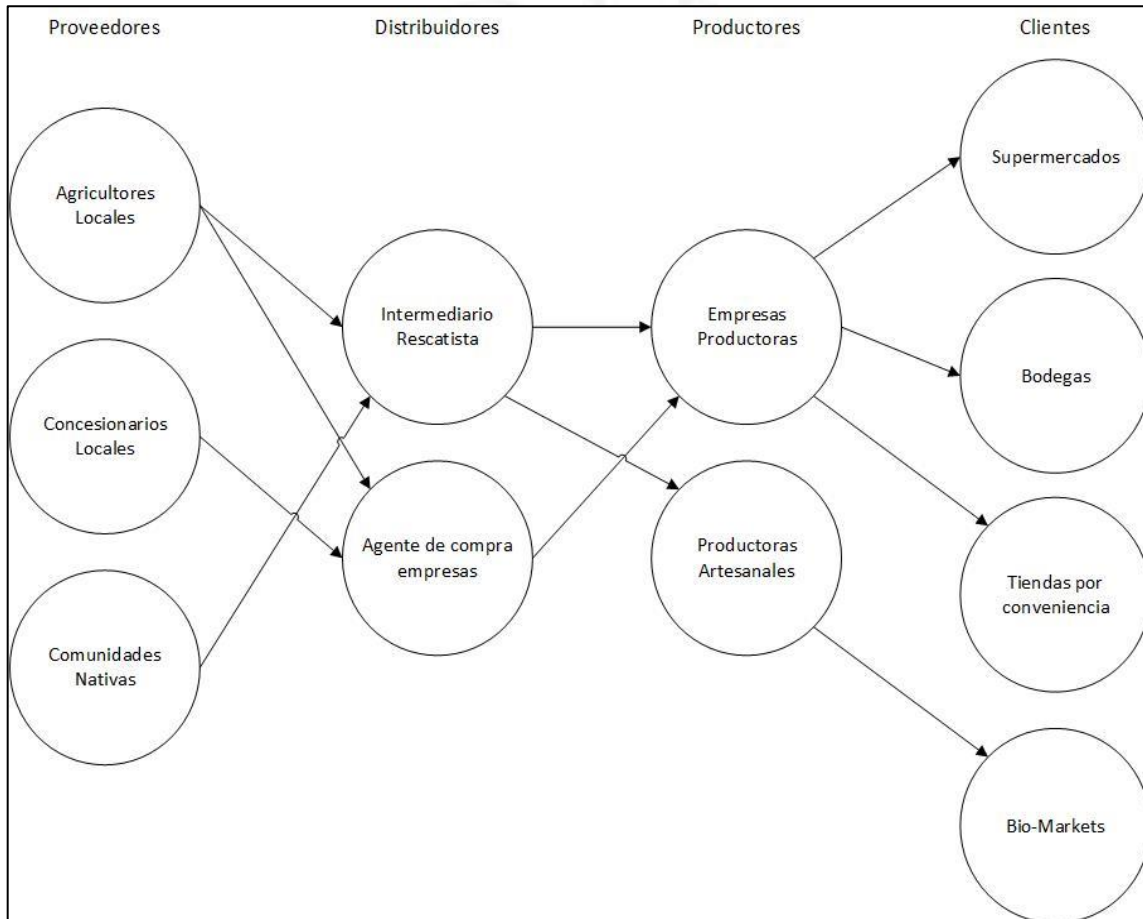 Proveedores
Distribuidores
Productores
Clientes
Agricultores
Locales
Concesionarios
Locales
Comunidades
Nativas
Intermediario
Rescatista
Agente de compra
empresas
Empresas
Productoras
Productoras
Artesanales
Supermercados
Bodegas
Tiendas por
conveniencia
Bio-Markets